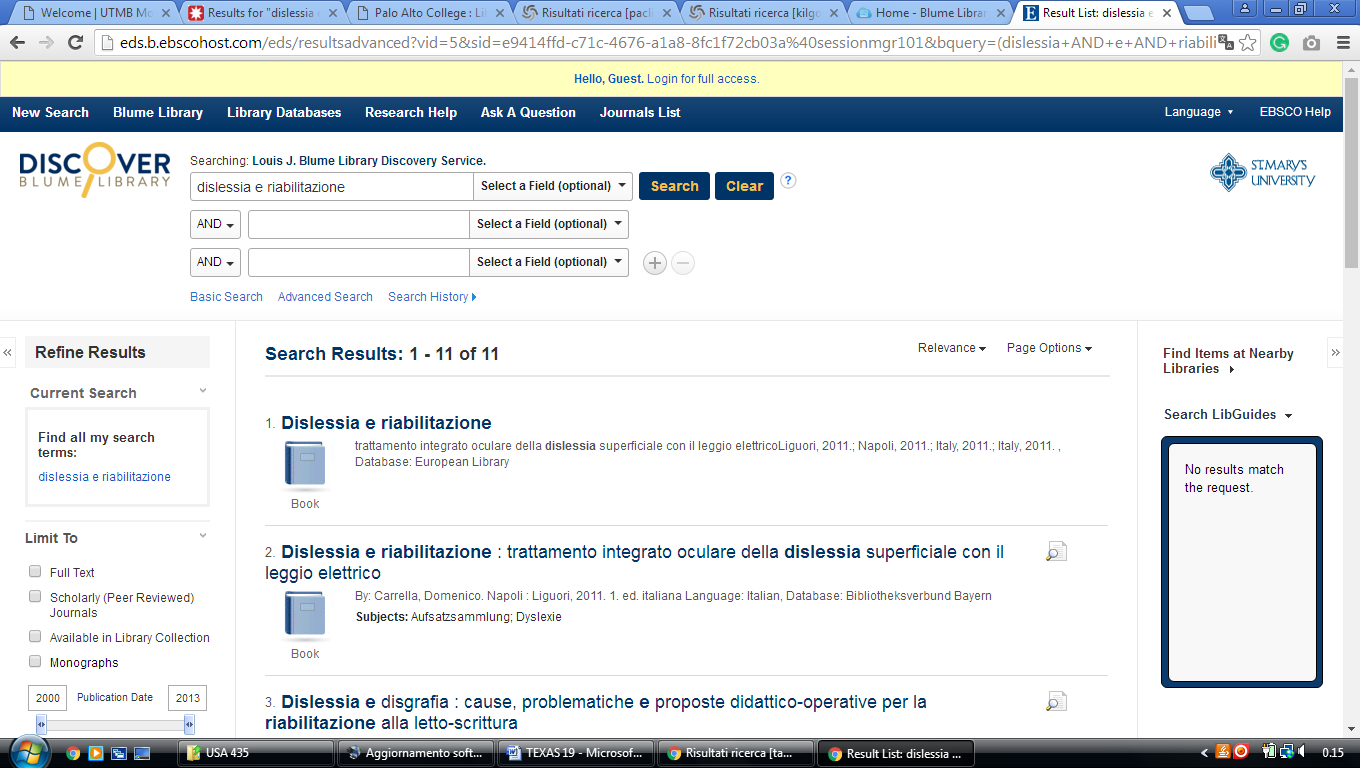 Welcome | UTMB Mo
Results for "dislessia r
Palo Alto College : Li
Risultati ricerca [pacli
Risultati ricerca [kilgo
Home - Blume Librar
Result List: dislessia e
eds.b.ebscohost.com/eds/resultsadvanced?vid=5&sid=e9414ffd-c71c-4676-a1a8-8fc1f72cb03a%40sessionmgr101&bquery=(dislessia+AND+e+AND+riabili
Hello, Guest. Login for full access.
New Search Blume Library Library Databases Research Help Ask A Question Journals List Language EBSCO Help
DISCOVER
BLUME LIBRARY
Searching: Louis J. Blume Library Discovery Service.
dislessia e riabilitazione Select a Field (optional) Search Clear ?
AND Select a Field (optional)
AND Select a Field (optional)
Basic Search Advanced Search Search History
ST. MARY'S
UNIVERSITY
« Refine Results
Current Search
Find all my search
terms:
dislessia e riabilitazione
Limit To
Full Text
Scholarly (Peer Reviewed)
Journals
Available in Library Collection
Monographs
2000 Publication Date 2013
Search Results: 1 - 11 of 11 Relevance Page Options
1. Dislessia e riabilitazione
trattamento integrato oculare della dislessia superficiale con il leggio elettricoLiguori, 2011.; Napoli, 2011.; Italy, 2011.; Italy, 2011. ,
Database: European Library
Book
2. Dislessia e riabilitazione : trattamento integrato oculare della dislessia superficiale con il
leggio elettrico
By: Carrella, Domenico. Napoli : Liguori, 2011. 1. ed. italiana Language: Italian, Database: Bibliotheksverbund Bayern
Subjects: Aufsatzsammlung; Dyslexie
Book
3. Dislessia e disgrafia : cause, problematiche e proposte didattico-operative per la
riabilitazione alla letto-scrittura
Find Items at Nearby
Libraries
»
Search LibGuides
No results match
the request.
USA 435
Aggiornamento soft...
TEXAS 19 - Microsof...
Risultati ricerca [ta...
Result List: dislessia ...
0.15